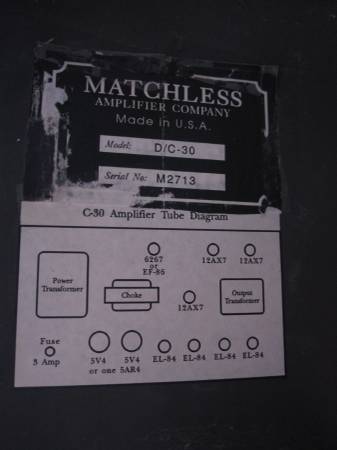 MATCHLESS
AMPLIFIER COMPANY
Made in U.S.A.
Model: D/C-30
Serial No: M2713
C-30 Amplifier Tube Diagram
6267
or
EF-86
12AX7 12AX7
Power
Transformer
Choke
12AX7
Output
Transformer
Fuse
3 Amp
5V4 5V4
or one 5AR4
EL-84 EL-84 EL-84 EL-84